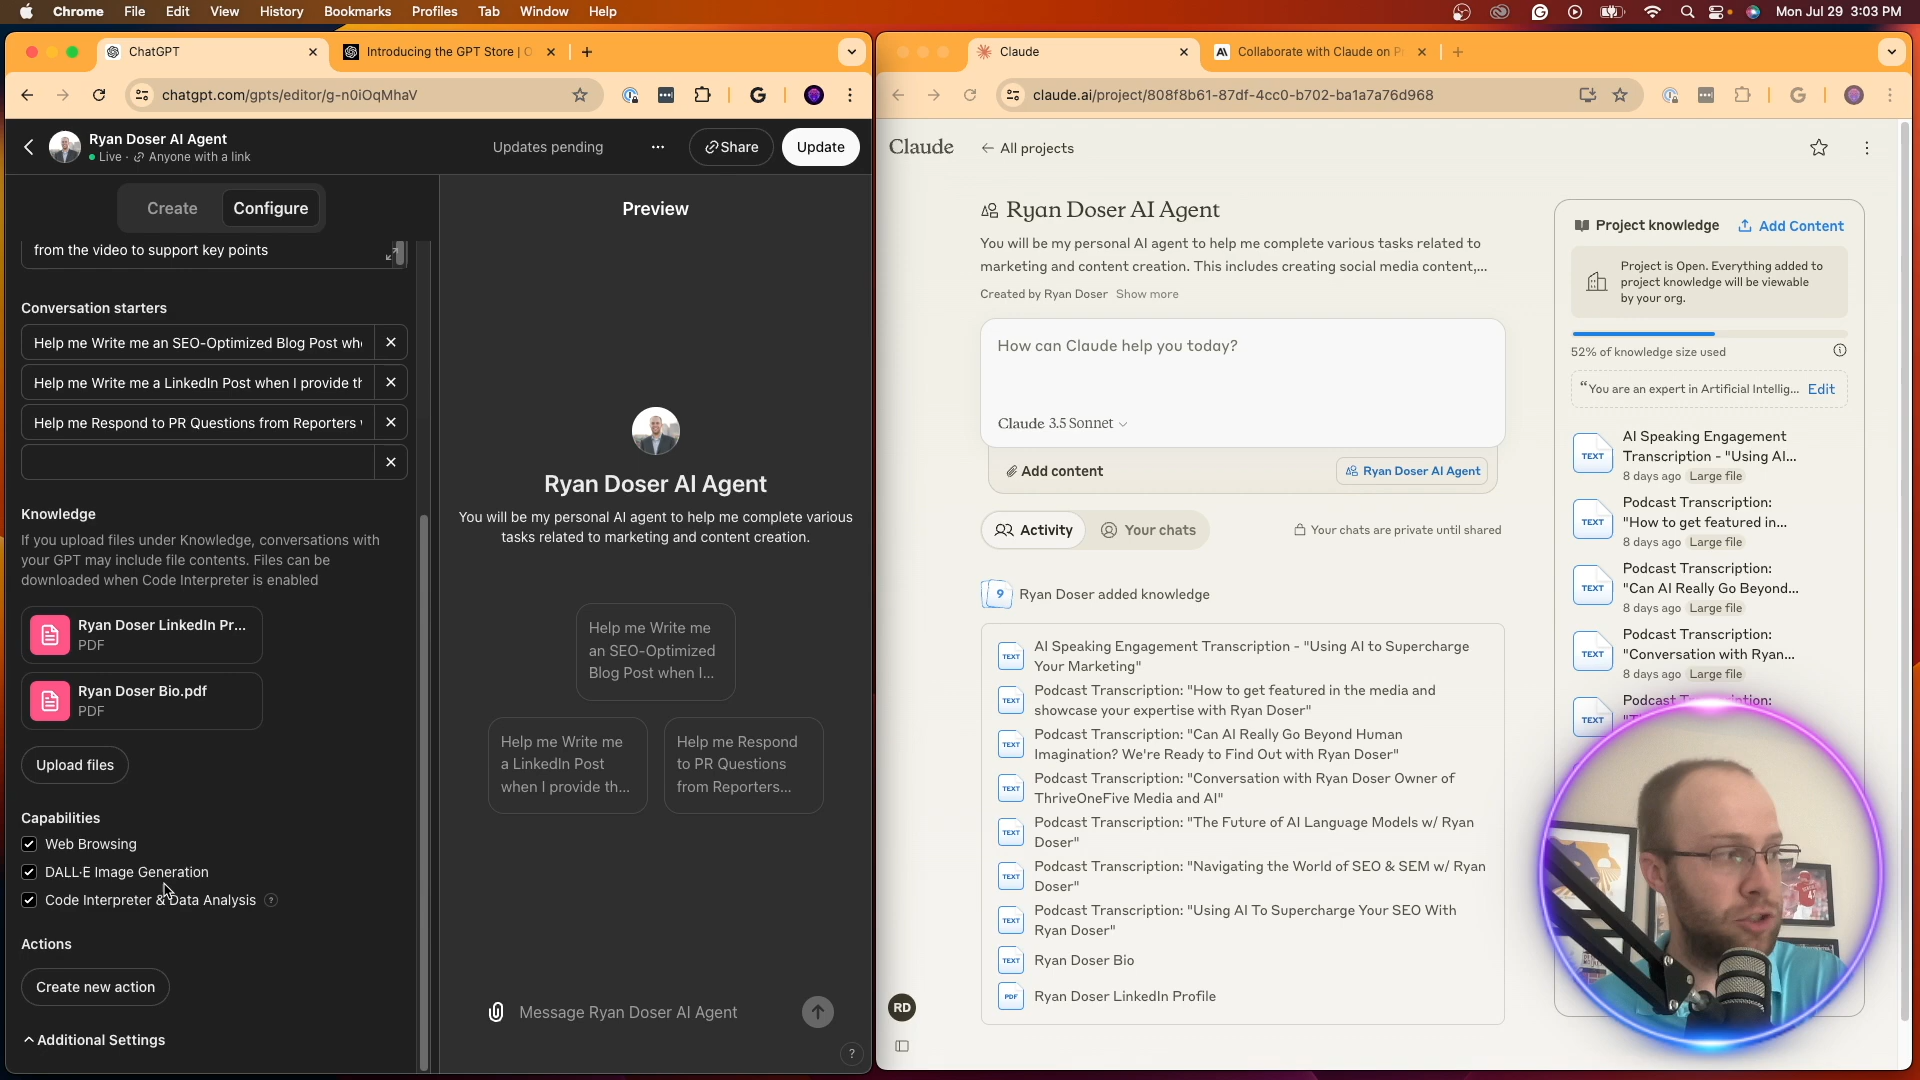 Chrome File Edit View History Bookmarks Profiles Tab Window Help Mon Jul 29 3:03 PM
ChatGPT
Introducing the GPT Store | O
chatgpt.com/gpts/editor/g-n0iOqMhaV
Ryan Doser AI Agent
Live · Anyone with a link
Updates pending
Share
Update
Create
Configure
from the video to support key points
Conversation starters
Help me Write me an SEO-Optimized Blog Post wh
Help me Write me a LinkedIn Post when I provide th
Help me Respond to PR Questions from Reporters
Knowledge
If you upload files under Knowledge, conversations with
your GPT may include file contents. Files can be
downloaded when Code Interpreter is enabled
Ryan Doser LinkedIn Pr...
PDF
Ryan Doser Bio.pdf
PDF
Upload files
Capabilities
Web Browsing
DALL·E Image Generation
Code Interpreter & Data Analysis ?
Actions
Create new action
Additional Settings
Preview
Ryan Doser AI Agent
You will be my personal AI agent to help me complete various
tasks related to marketing and content creation.
Help me Write me
an SEO-Optimized
Blog Post when I...
Help me Write me
a LinkedIn Post
when I provide th...
Help me Respond
to PR Questions
from Reporters...
Message Ryan Doser AI Agent
?
Claude
Collaborate with Claude on P
claude.ai/project/808f8b61-87df-4cc0-b702-ba1a7a76d968
Claude
All projects
Ryan Doser AI Agent
You will be my personal AI agent to help me complete various tasks related to
marketing and content creation. This includes creating social media content,...
Created by Ryan Doser Show more
How can Claude help you today?
Claude 3.5 Sonnet
Add content
Ryan Doser AI Agent
Activity
Your chats
Your chats are private until shared
9 Ryan Doser added knowledge
TEXT
AI Speaking Engagement Transcription - "Using AI to Supercharge
Your Marketing"
TEXT
Podcast Transcription: "How to get featured in the media and
showcase your expertise with Ryan Doser"
TEXT
Podcast Transcription: "Can AI Really Go Beyond Human
Imagination? We're Ready to Find Out with Ryan Doser"
TEXT
Podcast Transcription: "Conversation with Ryan Doser Owner of
ThriveOneFive Media and AI"
TEXT
Podcast Transcription: "The Future of AI Language Models w/ Ryan
Doser"
TEXT
Podcast Transcription: "Navigating the World of SEO & SEM w/ Ryan
Doser"
TEXT
Podcast Transcription: "Using AI To Supercharge Your SEO With
Ryan Doser"
TEXT
Ryan Doser Bio
PDF
Ryan Doser LinkedIn Profile
RD
Project knowledge
Add Content
Project is Open. Everything added to
project knowledge will be viewable
by your org.
52% of knowledge size used
“You are an expert in Artificial Intellig... Edit
TEXT
AI Speaking Engagement
Transcription - "Using AI...
8 days ago Large file
TEXT
Podcast Transcription:
"How to get featured in...
8 days ago Large file
TEXT
Podcast Transcription:
"Can AI Really Go Beyond...
8 days ago Large file
TEXT
Podcast Transcription:
"Conversation with Ryan...
8 days ago Large file
TEXT
Podcast Transcription: